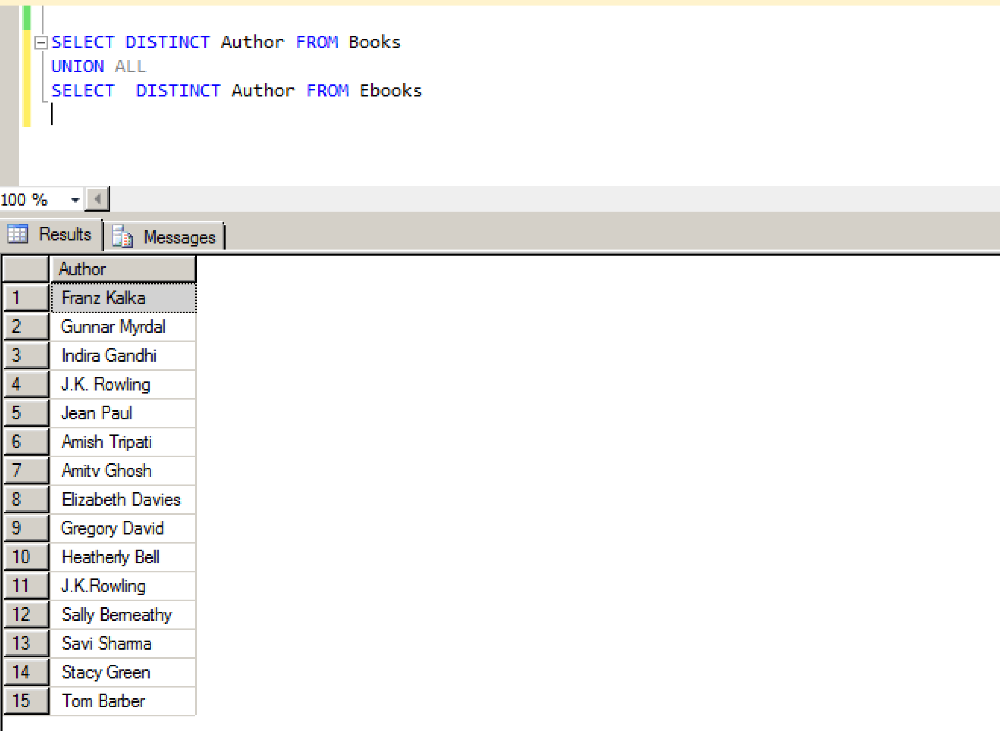 SELECT DISTINCT Author FROM Books
UNION ALL
SELECT  DISTINCT Author FROM Ebooks
100 %
Results Messages
Author
1 Franz Kalka
2 Gunnar Myrdal
3 Indira Gandhi
4 J.K. Rowling
5 Jean Paul
6 Amish Tripati
7 Amitv Ghosh
8 Elizabeth Davies
9 Gregory David
10 Heatherly Bell
11 J.K.Rowling
12 Sally Berneathy
13 Savi Sharma
14 Stacy Green
15 Tom Barber